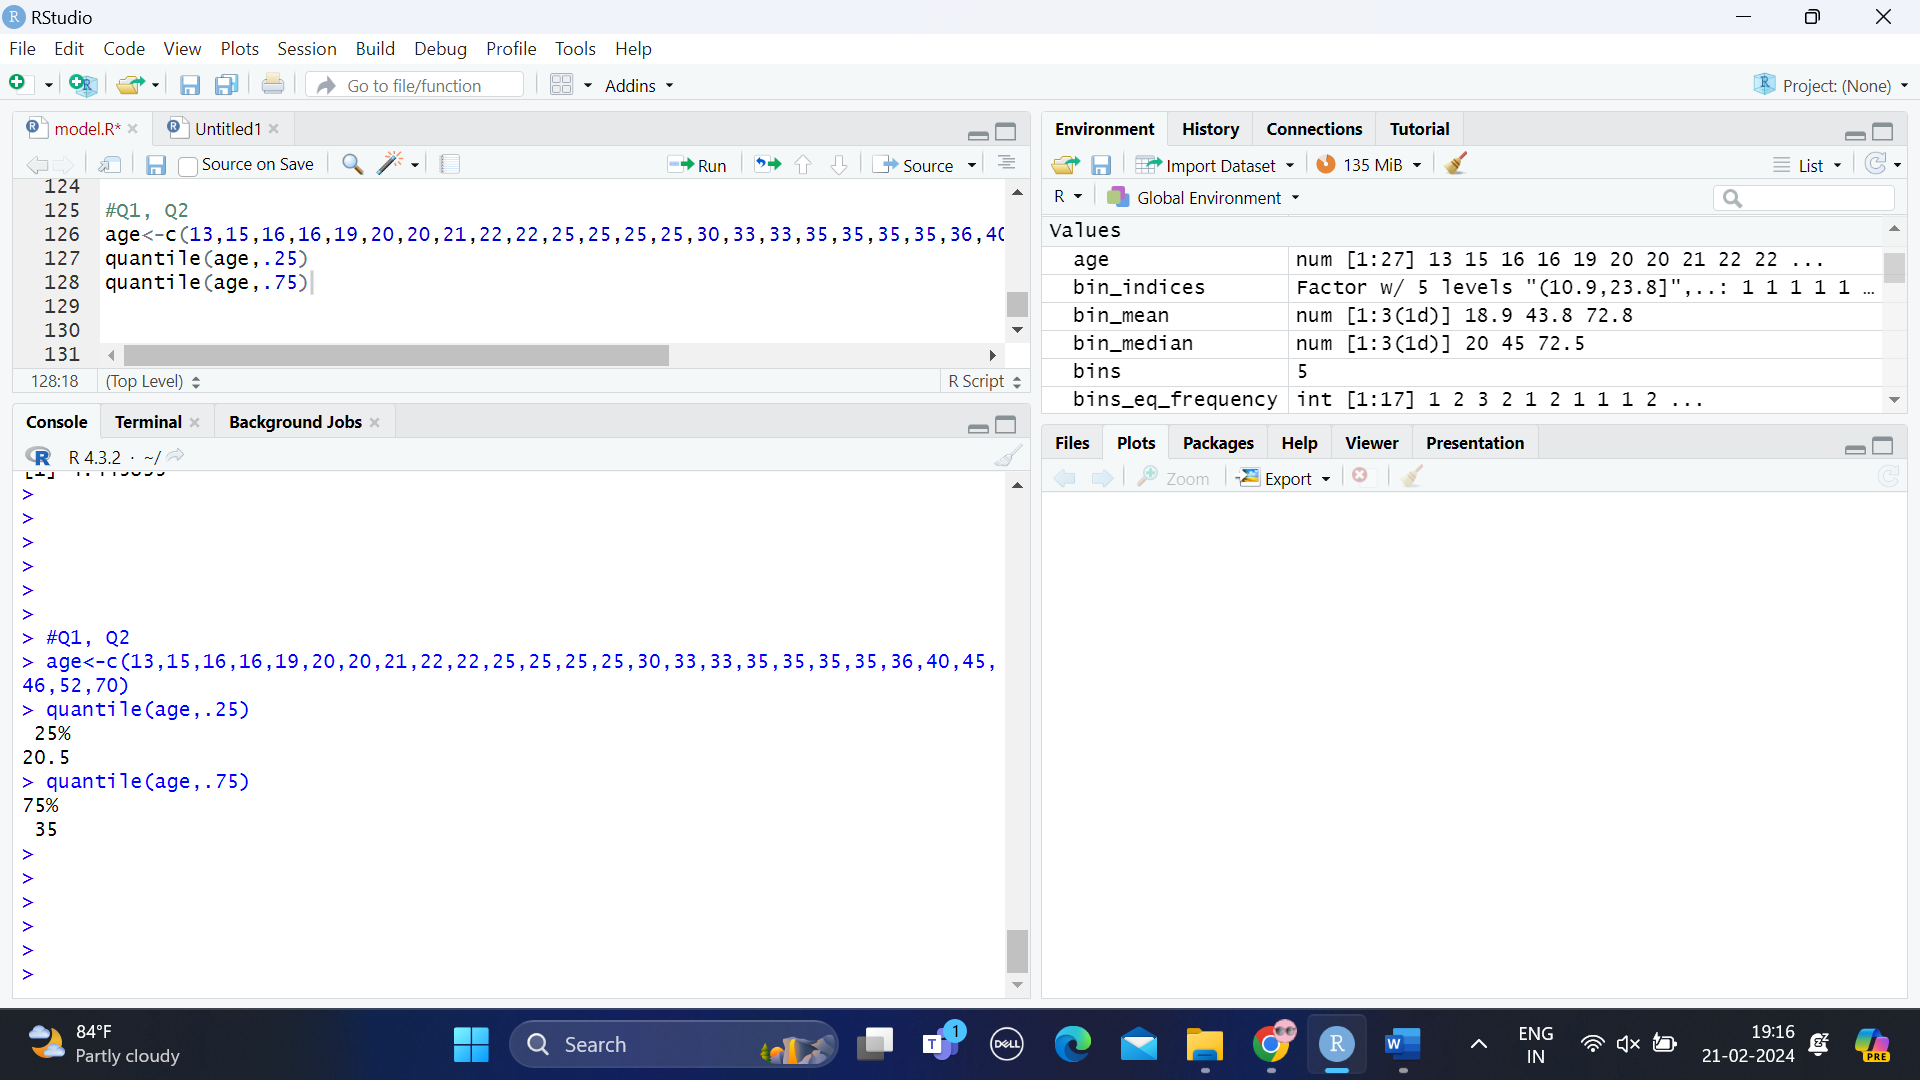 RStudio
File Edit Code View Plots Session Build Debug Profile Tools Help
Go to file/function Addins Project: (None)
model.R* Untitled1
Source on Save Run Source
124
125 #Q1, Q2
126 age<-c(13,15,16,16,19,20,20,21,22,22,25,25,25,25,30,33,33,35,35,35,35,36,40
127 quantile(age,.25)
128 quantile(age,.75)
129
130
131
128:18 (Top Level) R Script
Console Terminal Background Jobs
R 4.3.2 · ~/
>
>
>
>
>
>
> #Q1, Q2
> age<-c(13,15,16,16,19,20,20,21,22,22,25,25,25,25,30,33,33,35,35,35,35,36,40,45,
46,52,70)
> quantile(age,.25)
25%
20.5
> quantile(age,.75)
75%
35
>
>
>
>
>
>
Environment History Connections Tutorial
Import Dataset 135 MiB List
R Global Environment
Values
age num [1:27] 13 15 16 16 19 20 20 21 22 22 ...
bin_indices Factor w/ 5 levels "(10.9,23.8]",..: 1 1 1 1 1 …
bin_mean num [1:3(1d)] 18.9 43.8 72.8
bin_median num [1:3(1d)] 20 45 72.5
bins 5
bins_eq_frequency int [1:17] 1 2 3 2 1 2 1 1 1 2 ...
Files Plots Packages Help Viewer Presentation
Zoom Export
84°F
Partly cloudy
Search
T 1
DELL
R
W
ENG
IN
19:16
21-02-2024
PRE